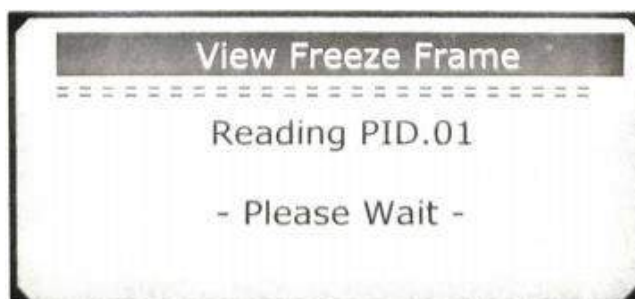 View Freeze Frame
= = = = = = = = = = = = = = = = = = = = = = =
Reading PID.01
- Please Wait -